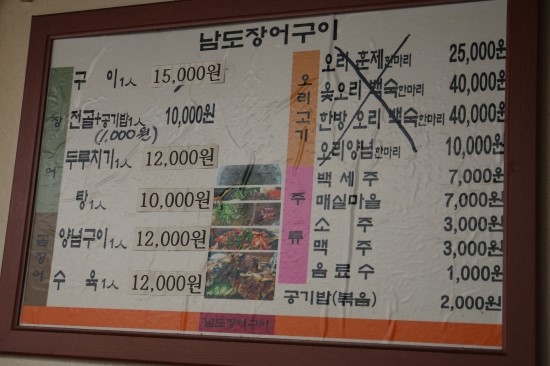 남도장어구이
장어
구이1人 15,000원
전골+공기밥1人 10,000원
(1,000원)
두루치기1人 12,000원
탕1人 10,000원
곰장어
양념구이1人 12,000원
수육1人 12,000원
오리고기
오리 훈제한마리 25,000원
옻오리 백숙한마리 40,000원
한방 오리 백숙한마리 40,000원
오리양념한마리 10,000원
주류
백세주 7,000원
매실마을 7,000원
소주 3,000원
맥주 3,000원
음료수 1,000원
공기밥(볶음) 2,000원
남도장어구이